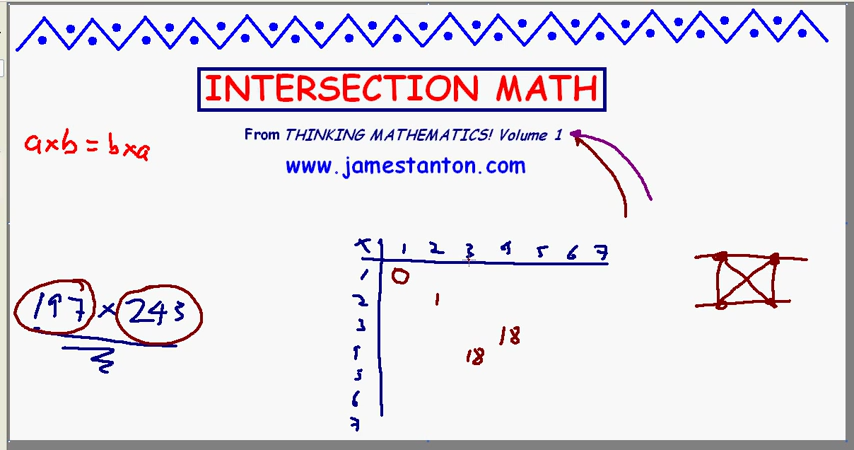 INTERSECTION MATH
From THINKING MATHEMATICS! Volume 1
a×b = b×a
www.jamestanton.com
× 1 2 3 4 5 6 7
1 0
2 1
197 × 243
3 18
4 18
5
6
7